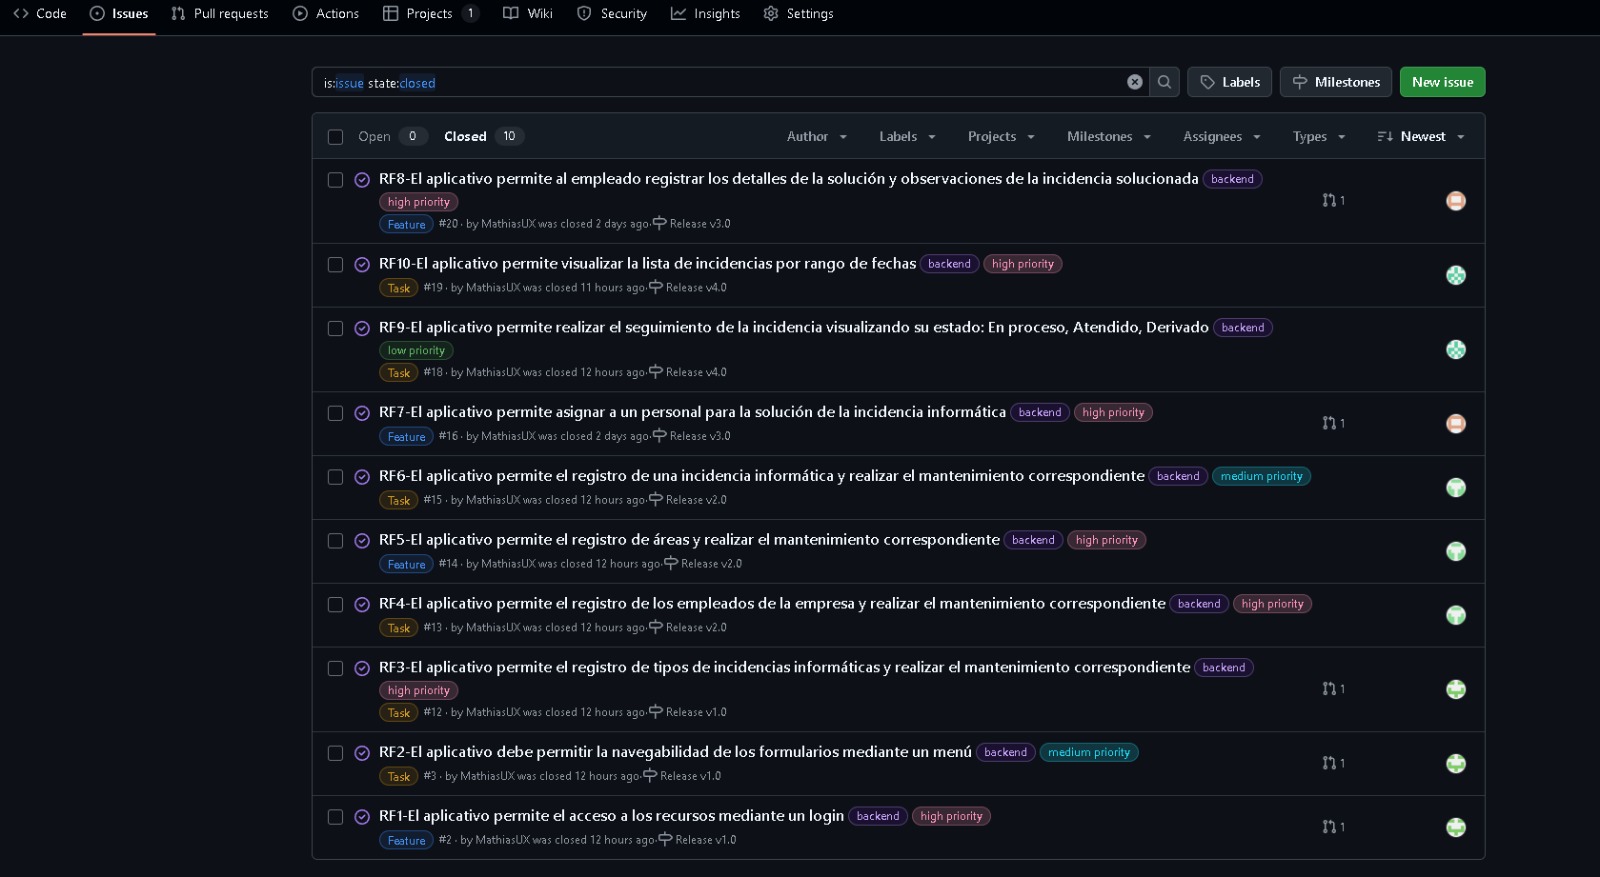 Code Issues Pull requests Actions Projects 1 Wiki Security Insights Settings
is:issue state:closed Labels Milestones New issue
Open 0 Closed 10 Author Labels Projects Milestones Assignees Types Newest
RF8-El aplicativo permite al empleado registrar los detalles de la solución y observaciones de la incidencia solucionada backend
high priority
1
Feature #20 · by MathiasUX was closed 2 days ago· Release v3.0
RF10-El aplicativo permite visualizar la lista de incidencias por rango de fechas backend high priority
Task #19 · by MathiasUX was closed 11 hours ago· Release v4.0
RF9-El aplicativo permite realizar el seguimiento de la incidencia visualizando su estado: En proceso, Atendido, Derivado backend
low priority
Task #18 · by MathiasUX was closed 12 hours ago· Release v4.0
RF7-El aplicativo permite asignar a un personal para la solución de la incidencia informática backend high priority
1
Feature #16 · by MathiasUX was closed 2 days ago· Release v3.0
RF6-El aplicativo permite el registro de una incidencia informática y realizar el mantenimiento correspondiente backend medium priority
Task #15 · by MathiasUX was closed 12 hours ago· Release v2.0
RF5-El aplicativo permite el registro de áreas y realizar el mantenimiento correspondiente backend high priority
Feature #14 · by MathiasUX was closed 12 hours ago· Release v2.0
RF4-El aplicativo permite el registro de los empleados de la empresa y realizar el mantenimiento correspondiente backend high priority
Task #13 · by MathiasUX was closed 12 hours ago· Release v2.0
RF3-El aplicativo permite el registro de tipos de incidencias informáticas y realizar el mantenimiento correspondiente backend
high priority
1
Task #12 · by MathiasUX was closed 12 hours ago· Release v1.0
RF2-El aplicativo debe permitir la navegabilidad de los formularios mediante un menú backend medium priority
1
Task #3 · by MathiasUX was closed 12 hours ago· Release v1.0
RF1-El aplicativo permite el acceso a los recursos mediante un login backend high priority
1
Feature #2 · by MathiasUX was closed 12 hours ago· Release v1.0